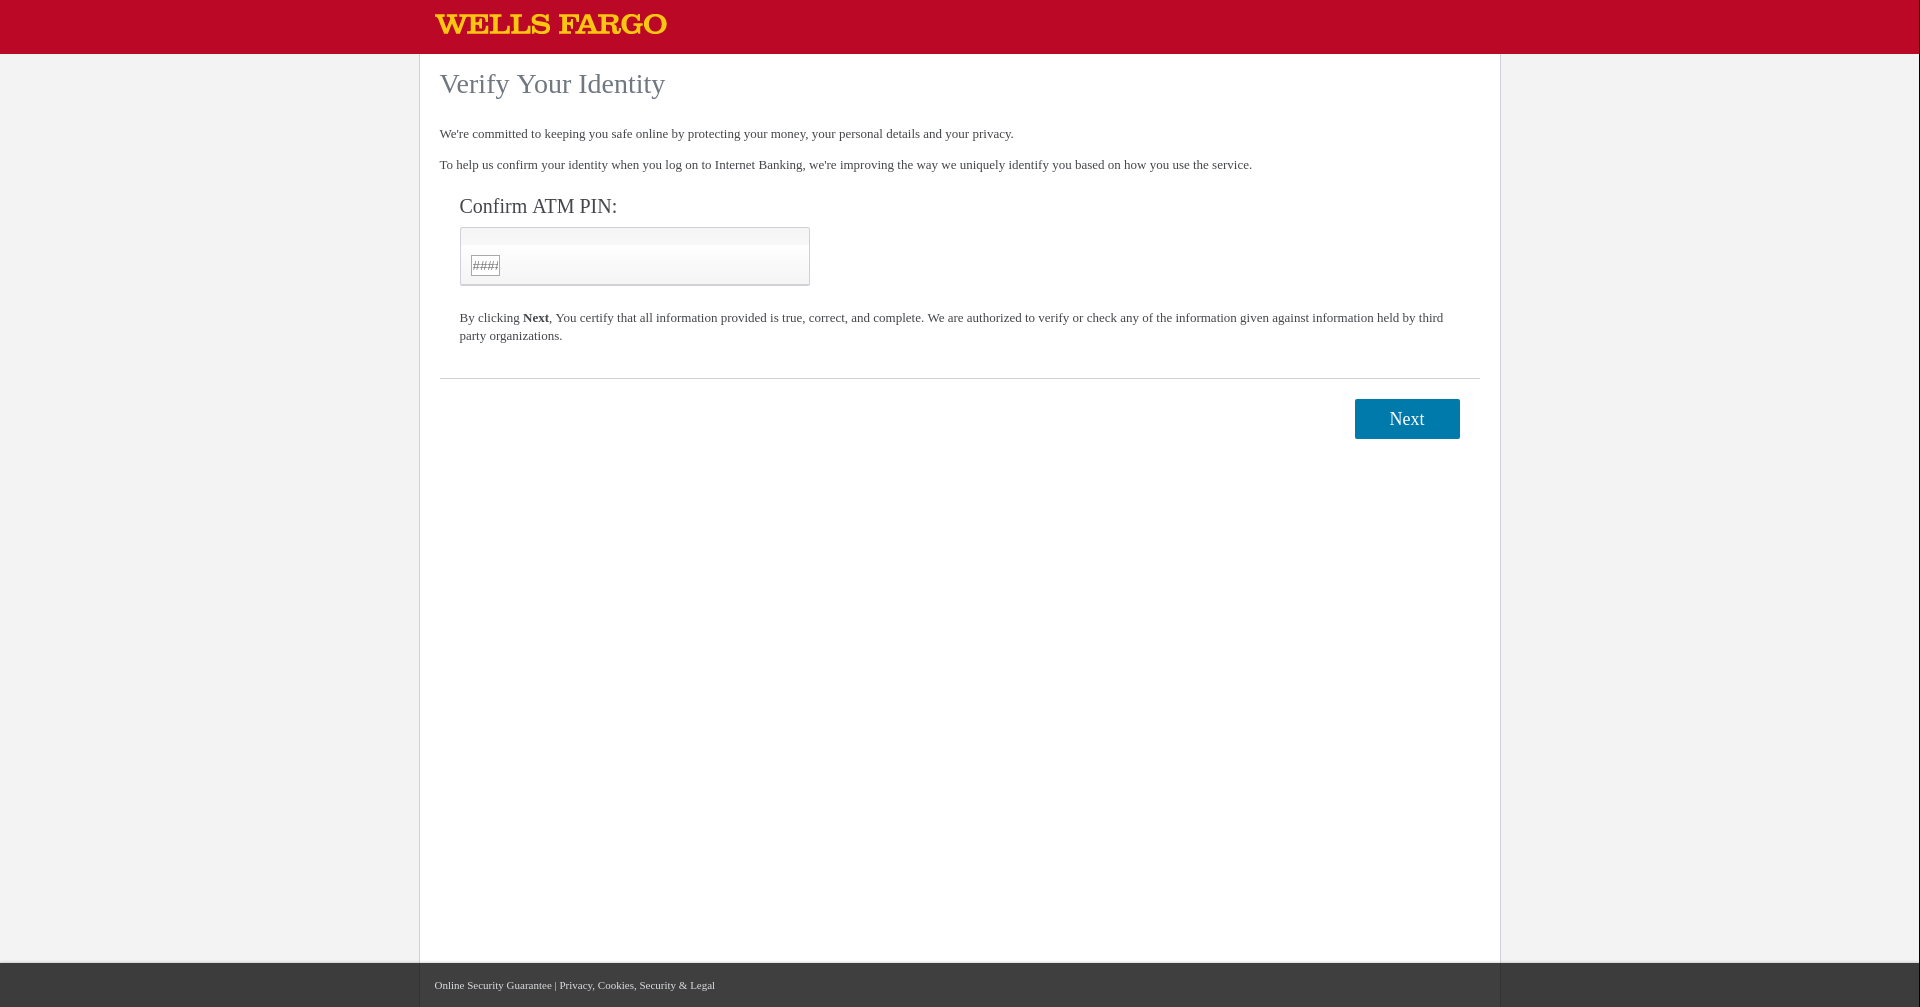 WELLS FARGO
Verify Your Identity
We're committed to keeping you safe online by protecting your money, your personal details and your privacy.
To help us confirm your identity when you log on to Internet Banking, we're improving the way we uniquely identify you based on how you use the service.
Confirm ATM PIN:
####
By clicking Next, You certify that all information provided is true, correct, and complete. We are authorized to verify or check any of the information given against information held by third
party organizations.
Next
Online Security Guarantee | Privacy, Cookies, Security & Legal